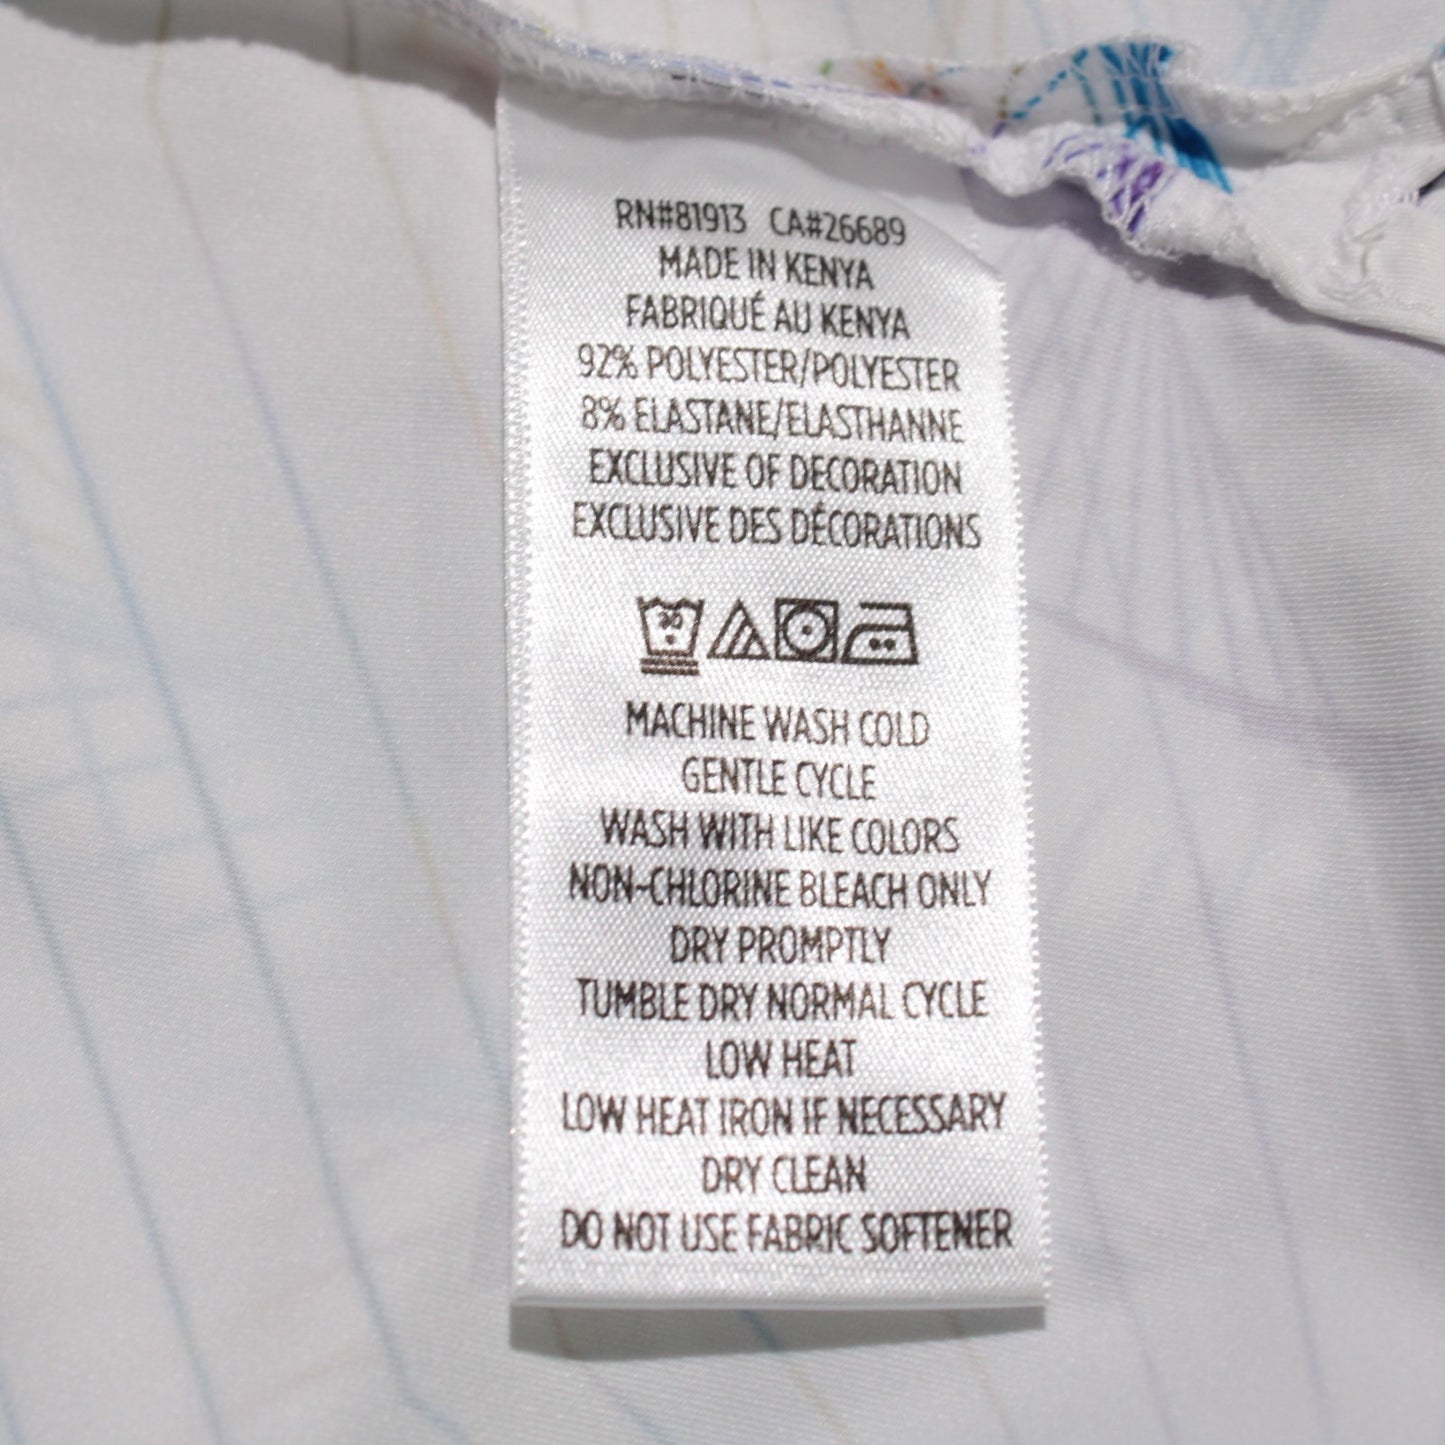 RN#81913 CA#26689
MADE IN KENYA
FABRIQUÉ AU KENYA
92% POLYESTER/POLYESTER
8% ELASTANE/ELASTHANNE
EXCLUSIVE OF DECORATION
EXCLUSIVE DES DÉCORATIONS
30
MACHINE WASH COLD
GENTLE CYCLE
WASH WITH LIKE COLORS
NON-CHLORINE BLEACH ONLY
DRY PROMPTLY
TUMBLE DRY NORMAL CYCLE
LOW HEAT
LOW HEAT IRON IF NECESSARY
DRY CLEAN
DO NOT USE FABRIC SOFTENER